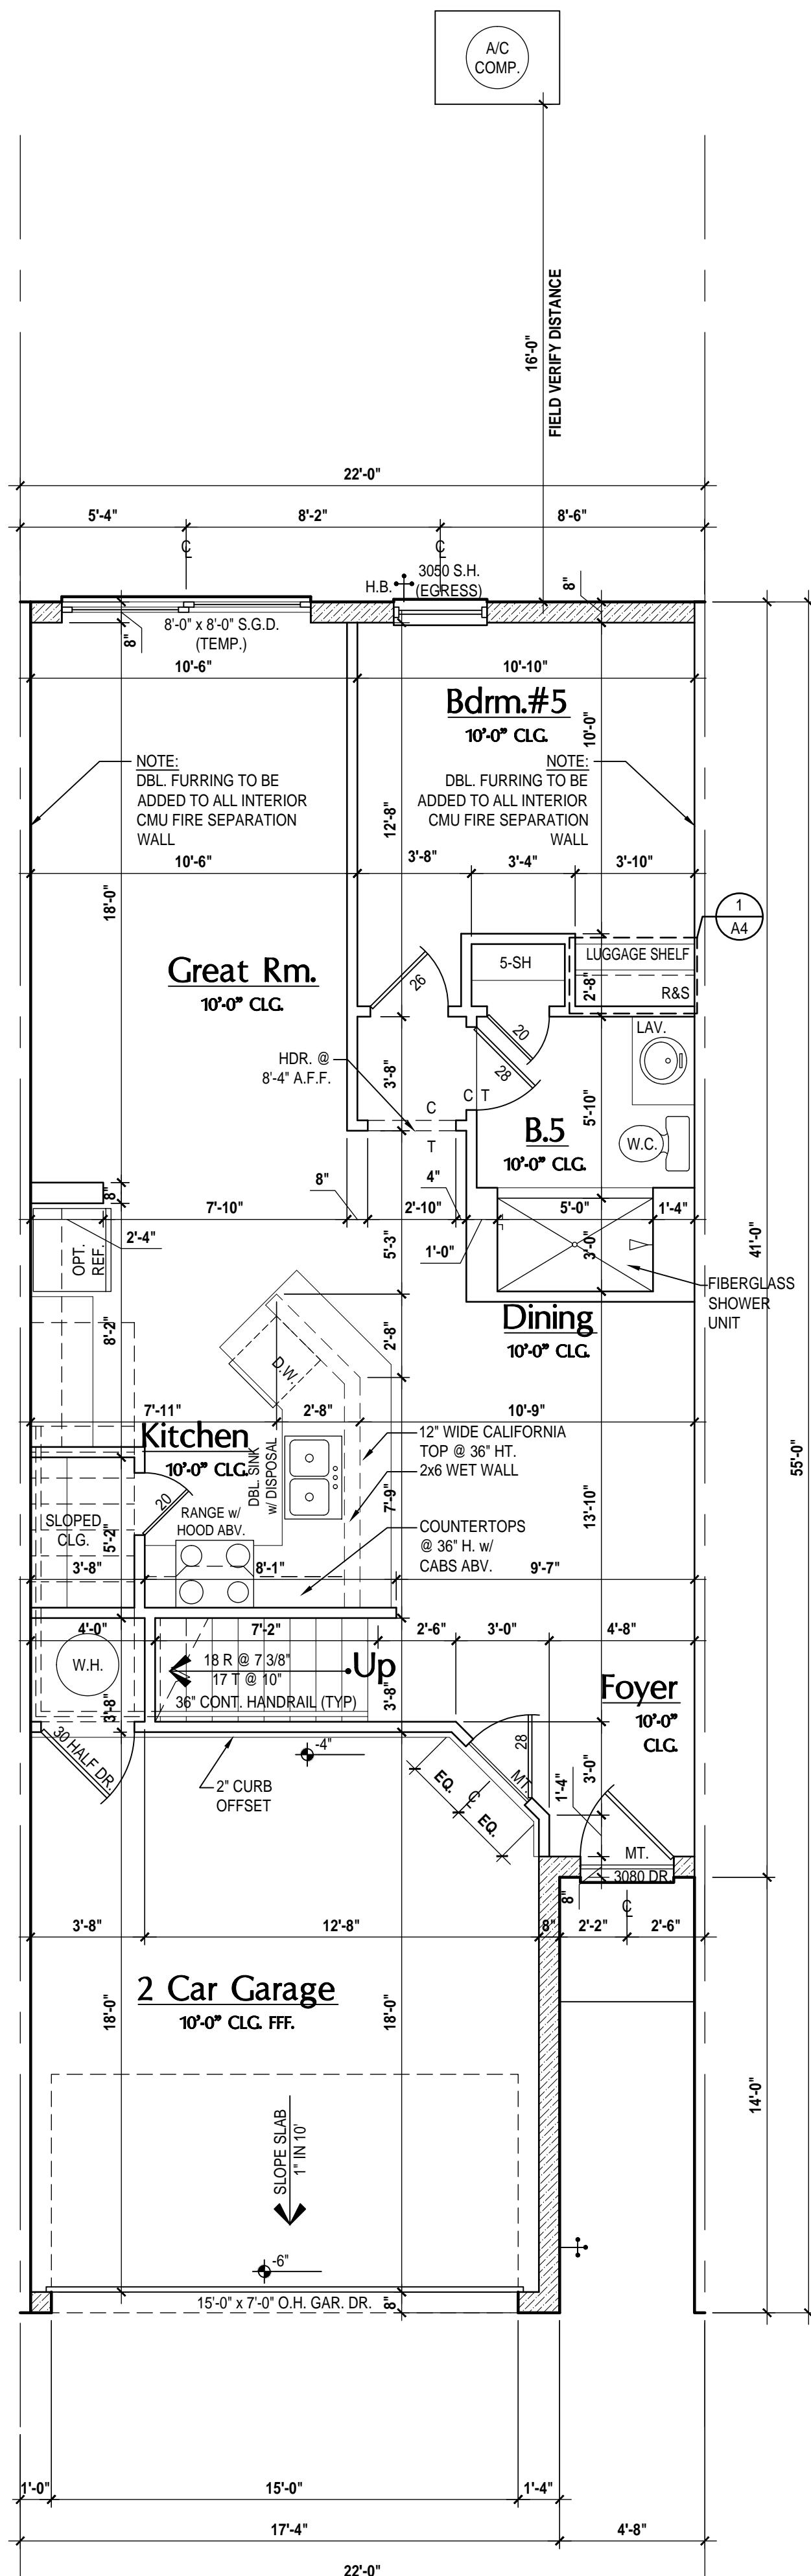 A/C
COMP.
16'-0"
FIELD VERIFY DISTANCE
22'-0"
5'-4"
8'-2"
8'-6"
℄
℄
H.B.
3050 S.H.
(EGRESS)
8"
8'-0" x 8'-0" S.G.D.
(TEMP.)
8"
10'-6"
10'-10"
Bdrm.#5
10'-0" CLG.
10'-0"
NOTE:
DBL. FURRING TO BE
ADDED TO ALL INTERIOR
CMU FIRE SEPARATION
WALL
NOTE:
DBL. FURRING TO BE
ADDED TO ALL INTERIOR
CMU FIRE SEPARATION
WALL
12'-8"
10'-6"
3'-8"
3'-4"
3'-10"
18'-0"
1
A4
Great Rm.
10'-0" CLG.
5-SH
LUGGAGE SHELF
2'-8"
R&S
26
20
28
LAV.
HDR. @
8'-4" A.F.F.
3'-8"
C
T
C T
5'-10"
B.5
10'-0" CLG.
W.C.
8"
7'-10"
8"
2'-10"
4"
5'-0"
1'-4"
2'-4"
1'-0"
OPT.
REF.
5'-3"
3'-0"
41'-0"
FIBERGLASS
SHOWER
UNIT
Dining
10'-0" CLG.
8'-2"
2'-8"
D.W.
7'-11"
2'-8"
10'-9"
Kitchen
10'-0" CLG.
DBL. SINK
w/ DISPOSAL
12" WIDE CALIFORNIA
TOP @ 36" HT.
2x6 WET WALL
55'-0"
20
7'-9"
13'-10"
RANGE w/
HOOD ABV.
SLOPED
CLG.
5'-2"
COUNTERTOPS
@ 36" H. w/
CABS ABV.
3'-8"
8'-1"
9'-7"
4'-0"
7'-2"
2'-6"
3'-0"
4'-8"
W.H.
18 R @ 7 3/8"
17 T @ 10"
Up
36" CONT. HANDRAIL (TYP)
3'-8"
3'-8"
Foyer
10'-0"
CLG.
30 HALF DR.
-4"
28
MT.
3'-0"
1'-4"
2" CURB
OFFSET
EQ.
℄
EQ.
MT.
3080 DR.
8"
℄
3'-8"
12'-8"
8"
2'-2"
2'-6"
2 Car Garage
10'-0" CLG. FFF.
18'-0"
18'-0"
14'-0"
SLOPE SLAB
1" IN 10'
-6"
15'-0" x 7'-0" O.H. GAR. DR.
8"
1'-0"
15'-0"
1'-4"
17'-4"
4'-8"
22'-0"